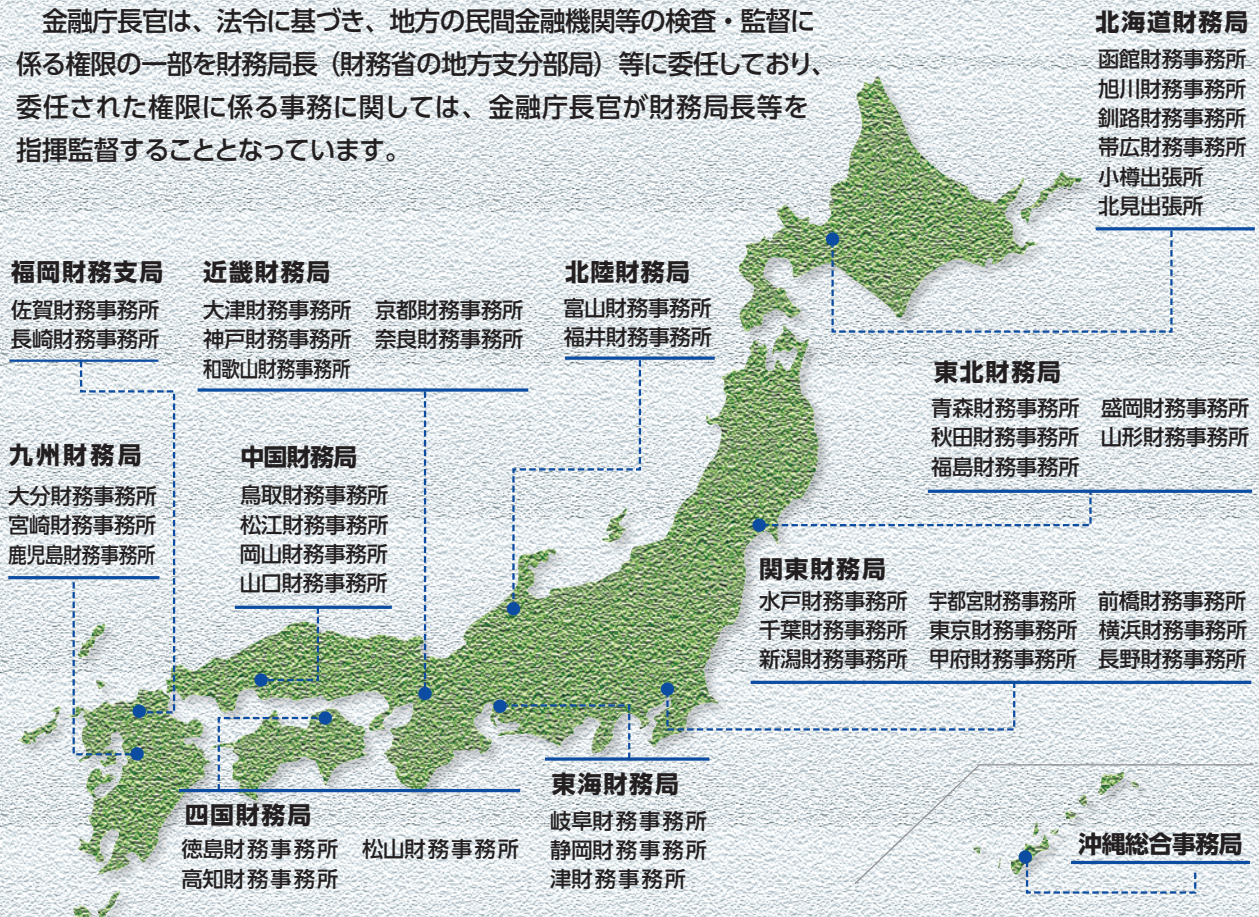 金融庁長官は、法令に基づき、地方の民間金融機関等の検査・監督に
係る権限の一部を財務局長（財務省の地方支分部局）等に委任しており、
委任された権限に係る事務に関しては、金融庁長官が財務局長等を
指揮監督することとなっています。
北海道財務局
函館財務事務所
旭川財務事務所
釧路財務事務所
帯広財務事務所
小樽出張所
北見出張所
福岡財務支局
佐賀財務事務所
長崎財務事務所
近畿財務局
大津財務事務所 京都財務事務所
神戸財務事務所 奈良財務事務所
和歌山財務事務所
北陸財務局
富山財務事務所
福井財務事務所
東北財務局
青森財務事務所 盛岡財務事務所
秋田財務事務所 山形財務事務所
福島財務事務所
九州財務局
大分財務事務所
宮崎財務事務所
鹿児島財務事務所
中国財務局
鳥取財務事務所
松江財務事務所
岡山財務事務所
山口財務事務所
関東財務局
水戸財務事務所 宇都宮財務事務所 前橋財務事務所
千葉財務事務所 東京財務事務所 横浜財務事務所
新潟財務事務所 甲府財務事務所 長野財務事務所
四国財務局
徳島財務事務所 松山財務事務所
高知財務事務所
東海財務局
岐阜財務事務所
静岡財務事務所
津財務事務所
沖縄総合事務局